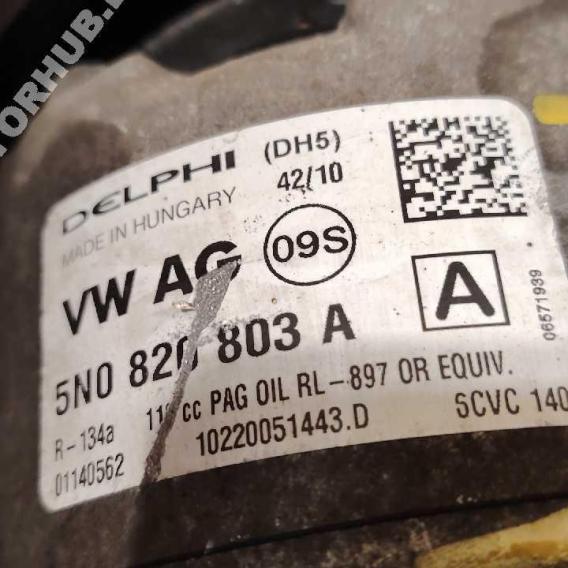 DELPHI (DH5)
MADE IN HUNGARY 42/10
VW AG 09S
A
5N0 820 803 A
R-134a cc PAG OIL RL-897 OR EQUIV.
01140562 10220051443.D 5CVC 140
06571939